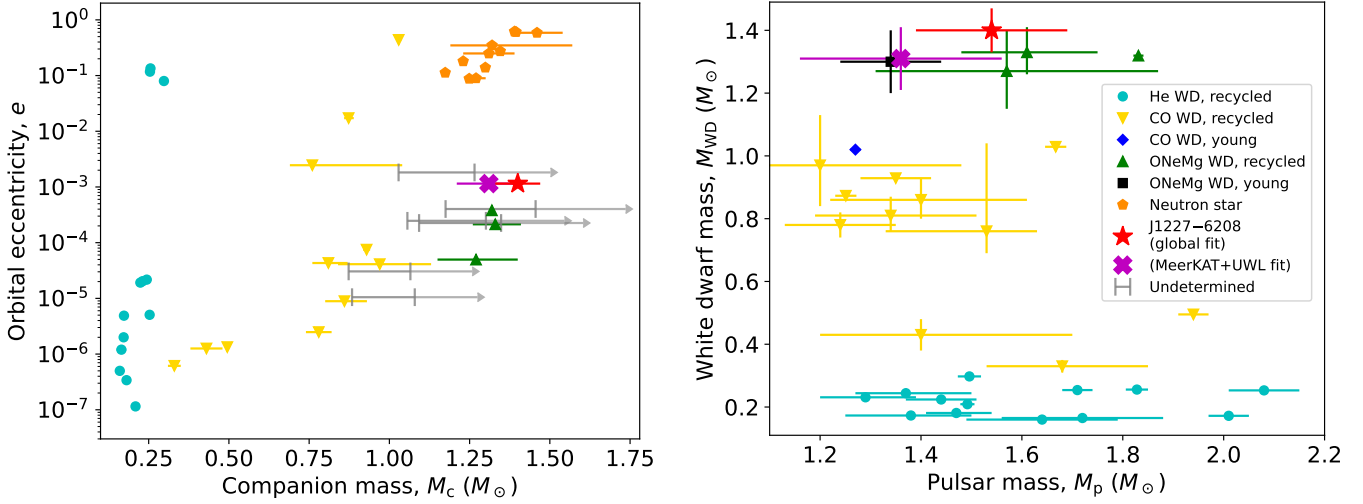 10⁰
10⁻¹
10⁻²
10⁻³
10⁻⁴
10⁻⁵
10⁻⁶
10⁻⁷
Orbital eccentricity, e
0.25 0.50 0.75 1.00 1.25 1.50 1.75
Companion mass, M_c (M_⊙)
1.4
1.2
1.0
0.8
0.6
0.4
0.2
White dwarf mass, M_WD (M_⊙)
He WD, recycled
CO WD, recycled
CO WD, young
ONeMg WD, recycled
ONeMg WD, young
Neutron star
J1227−6208
(global fit)
(MeerKAT+UWL fit)
Undetermined
1.2 1.4 1.6 1.8 2.0 2.2
Pulsar mass, M_p (M_⊙)